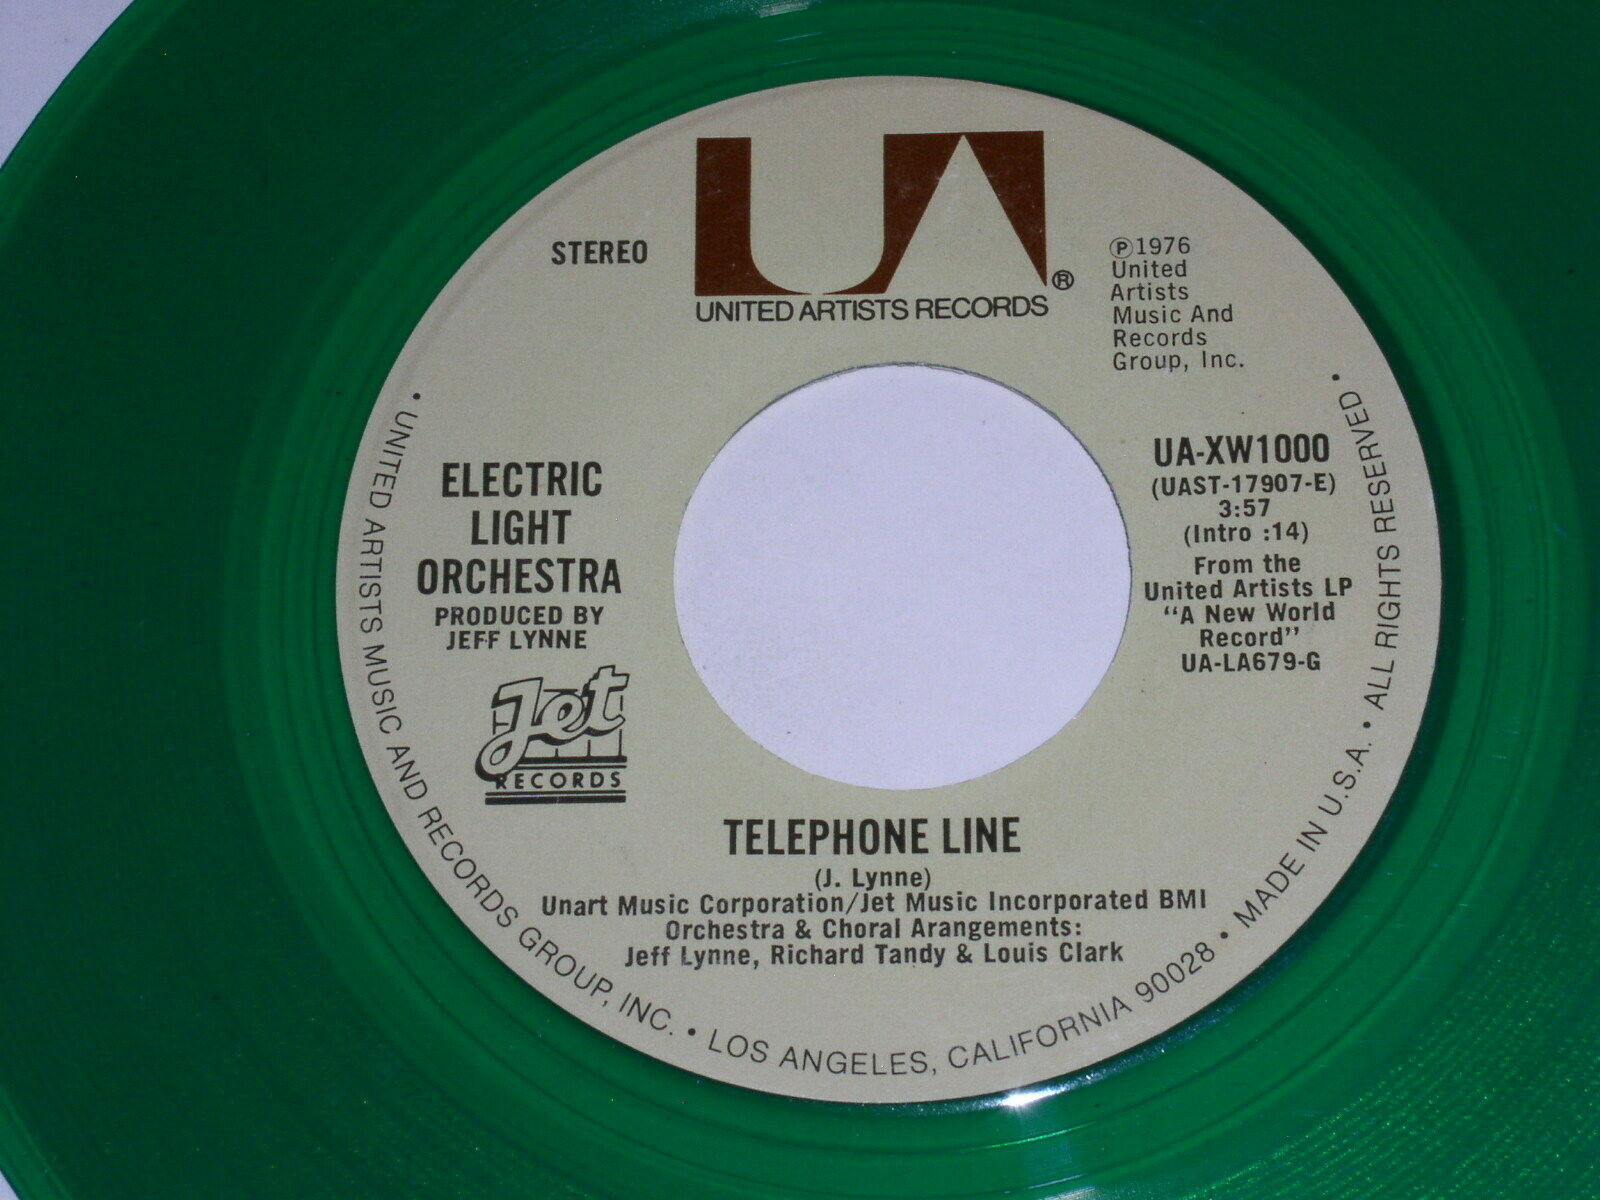 UA
UNITED ARTISTS RECORDS®
STEREO
Ⓟ1976
United
Artists
Music And
Records
Group, Inc.
ELECTRIC
LIGHT
ORCHESTRA
PRODUCED BY
JEFF LYNNE
Jet
RECORDS
UA-XW1000
(UAST-17907-E)
3:57
(Intro :14)
From the
United Artists LP
“A New World
Record”
UA-LA679-G
TELEPHONE LINE
(J. Lynne)
Unart Music Corporation/Jet Music Incorporated BMI
Orchestra & Choral Arangements:
Jeff Lynne, Richard Tandy & Louis Clark
• UNITED ARTISTS MUSIC AND RECORDS GROUP, INC. • LOS ANGELES, CALIFORNIA 90028 • MADE IN U.S.A. • ALL RIGHTS RESERVED •